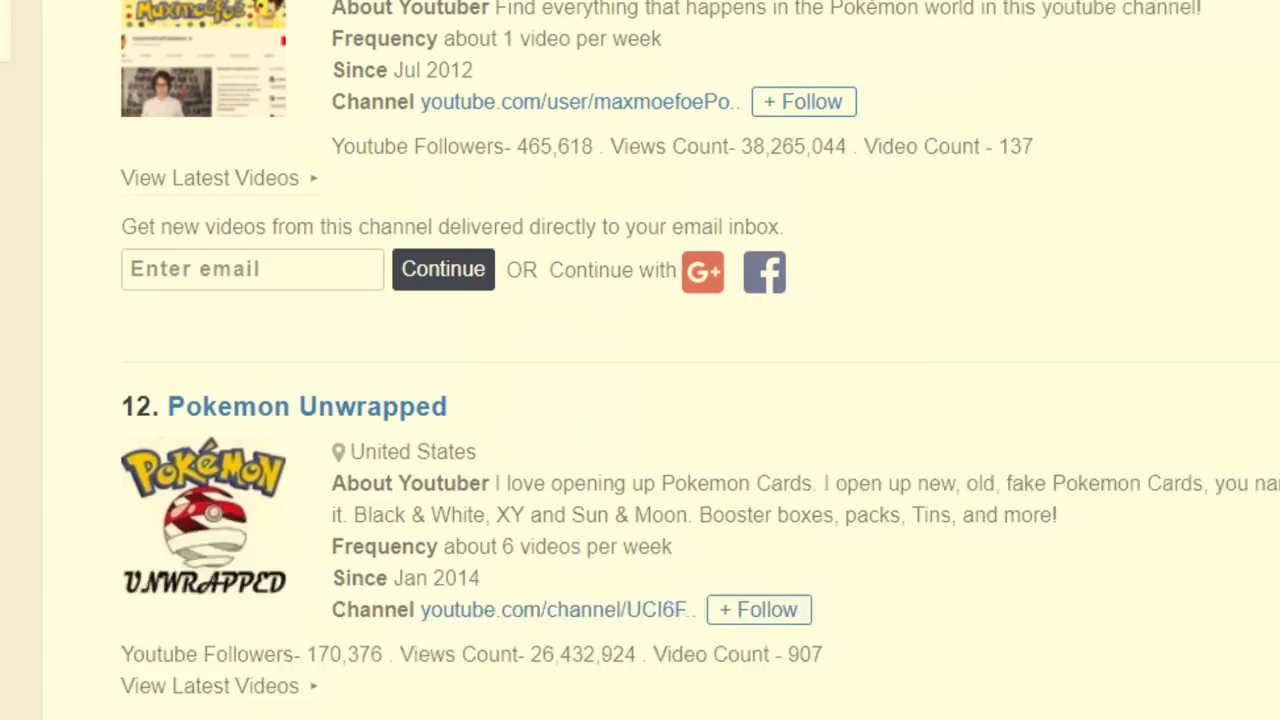 Maxmoefoe
About Youtuber Find everything that happens in the Pokémon world in this youtube channel!
Frequency about 1 video per week
Since Jul 2012
Channel youtube.com/user/maxmoefoePo.. + Follow
Youtube Followers- 465,618 . Views Count- 38,265,044 . Video Count - 137
View Latest Videos ▸
Get new videos from this channel delivered directly to your email inbox.
Enter email Continue OR Continue with G+ f
12. Pokemon Unwrapped
POKéMON
UNWRAPPED
United States
About Youtuber I love opening up Pokemon Cards. I open up new, old, fake Pokemon Cards, you nar
it. Black & White, XY and Sun & Moon. Booster boxes, packs, Tins, and more!
Frequency about 6 videos per week
Since Jan 2014
Channel youtube.com/channel/UCI6F.. + Follow
Youtube Followers- 170,376 . Views Count- 26,432,924 . Video Count - 907
View Latest Videos ▸